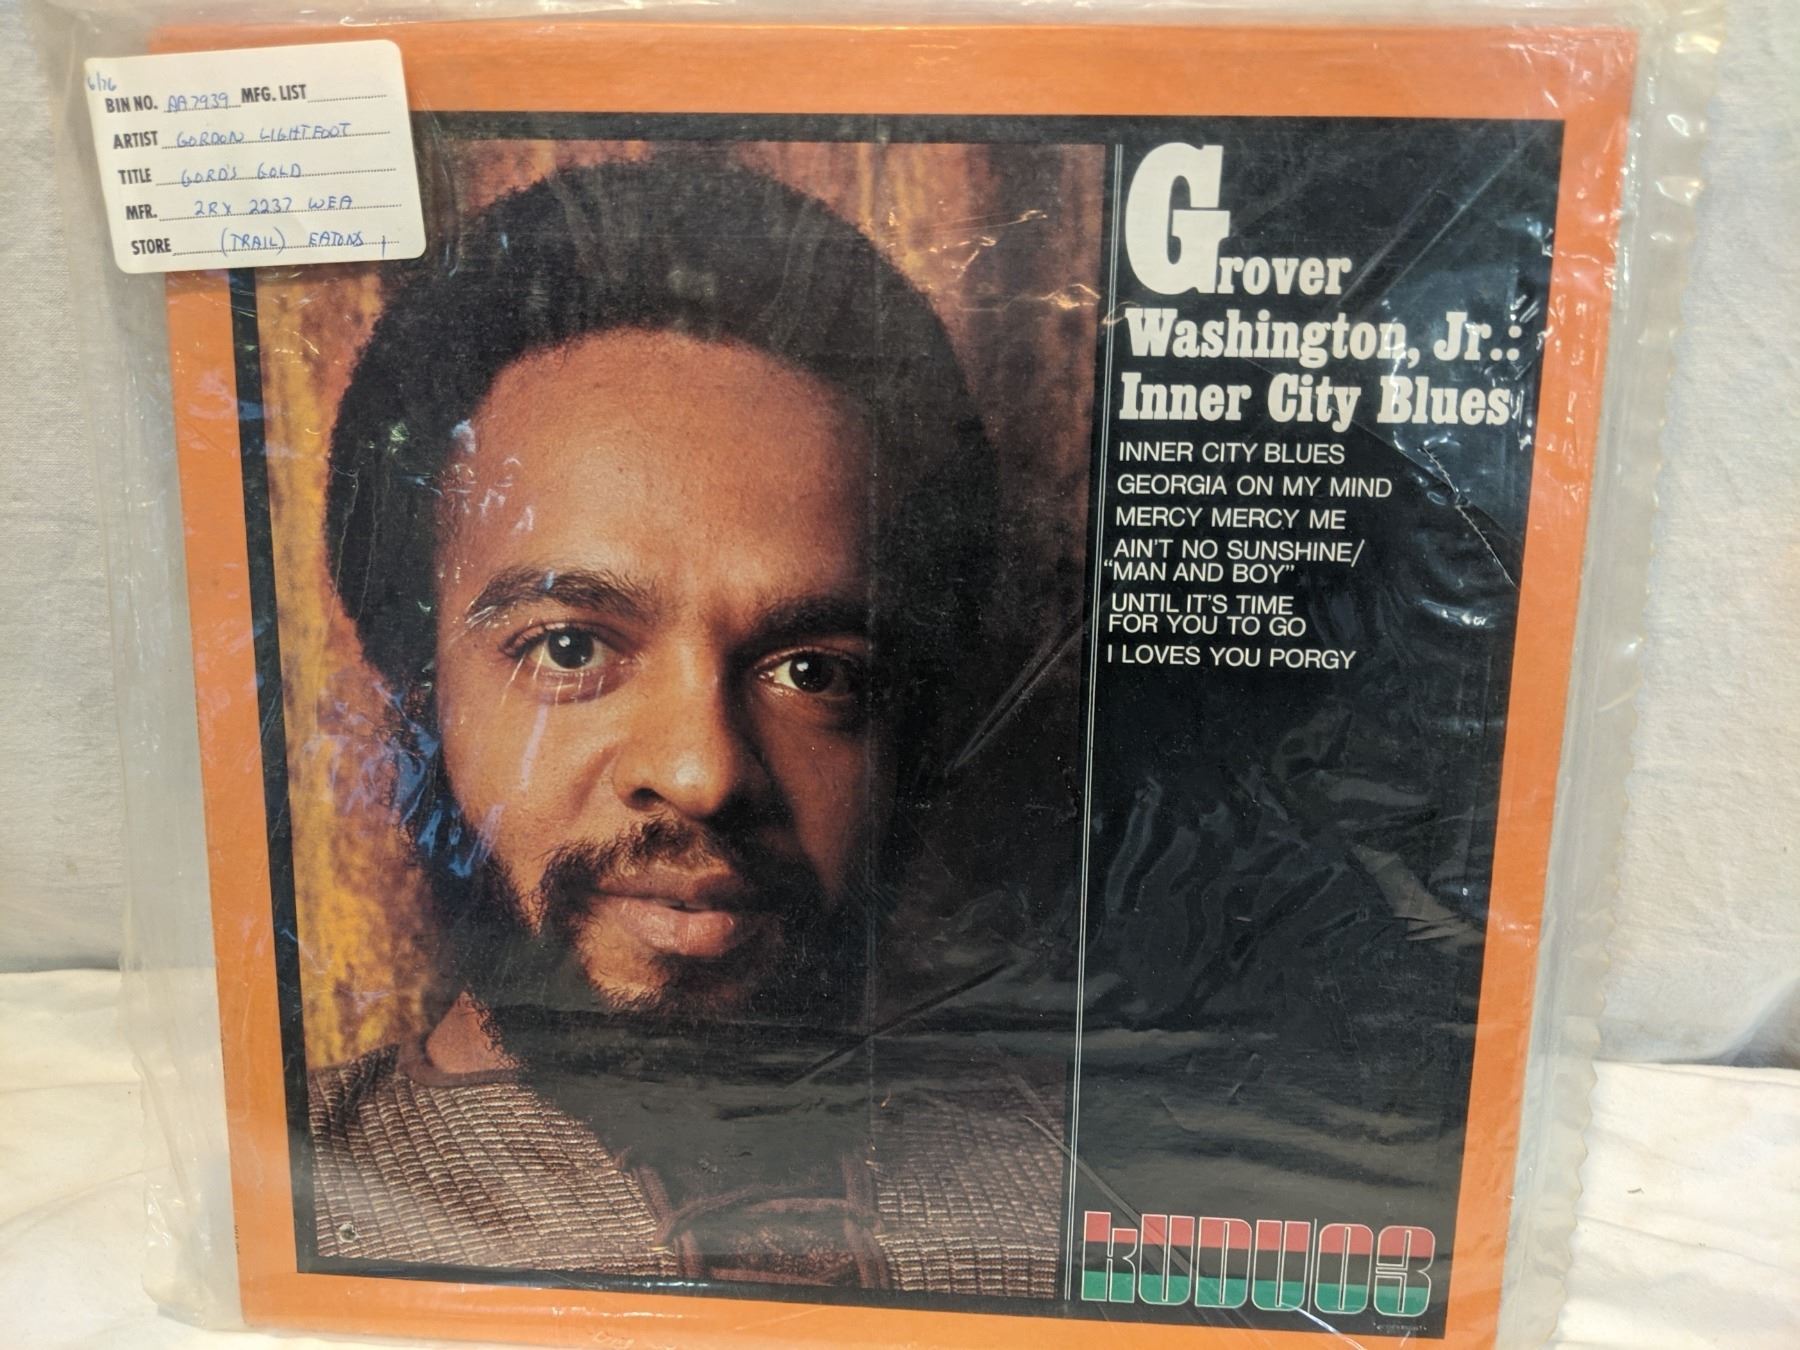 6/76
BIN NO. AA7939 MFG. LIST
ARTIST GORDON LIGHTFOOT
TITLE GORD'S GOLD
MFR. 2RX 2237 WEA
STORE (TRAIL) EATONS
Grover
Washington, Jr.:
Inner City Blues
INNER CITY BLUES
GEORGIA ON MY MIND
MERCY MERCY ME
AIN'T NO SUNSHINE/
"MAN AND BOY"
UNTIL IT'S TIME
FOR YOU TO GO
I LOVES YOU PORGY
KUDU 03